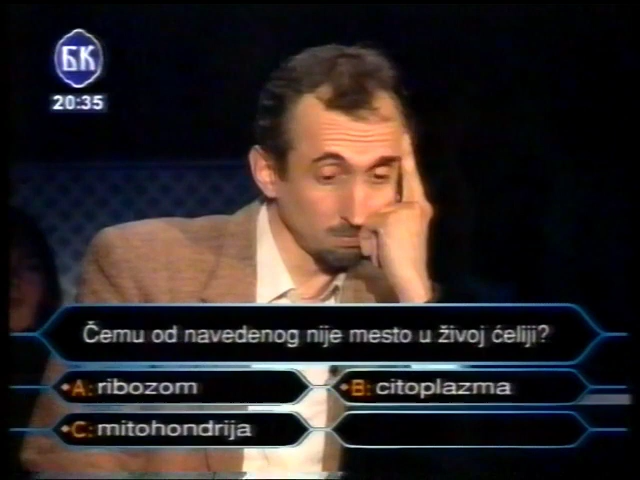 БК
20:35
Čemu od navedenog nije mesto u živoj ćeliji?
A: ribozom
B: citoplazma
C: mitohondrija